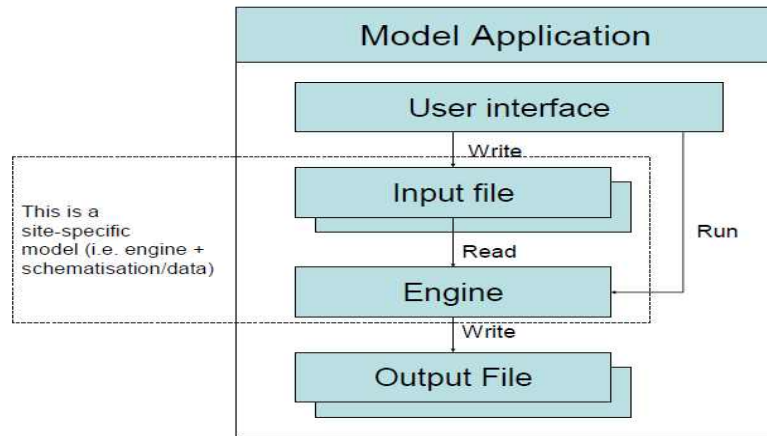 Model Application
User interface
Write
Input file
This is a
site-specific
model (i.e. engine +
schematisation/data)
Run
Read
Engine
Write
Output File